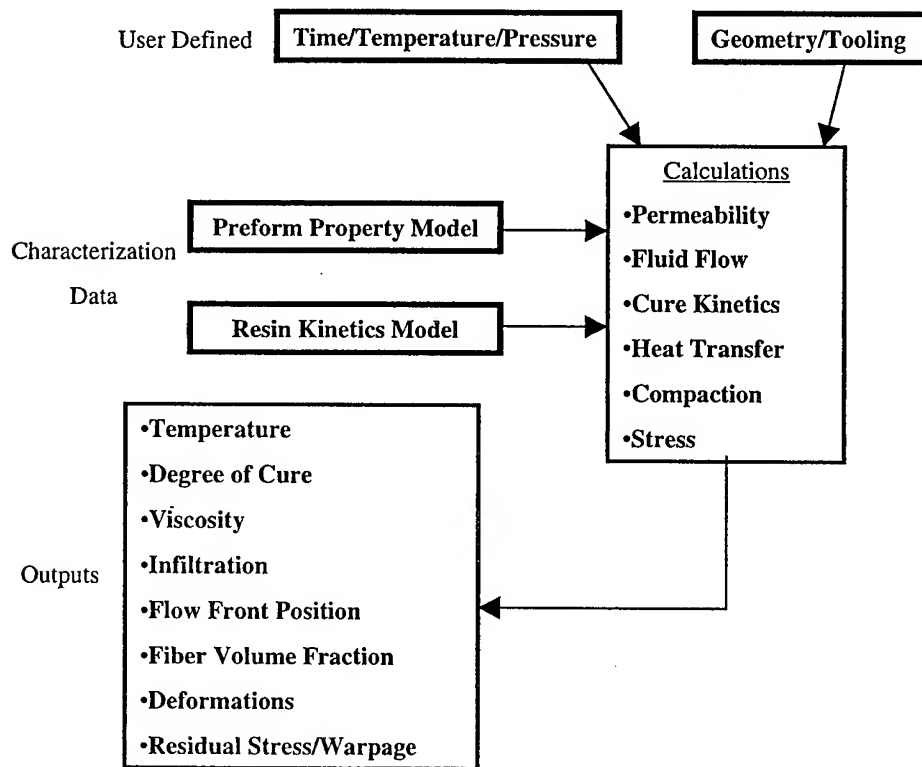 User Defined
Time/Temperature/Pressure
Geometry/Tooling
Calculations
•Permeability
•Fluid Flow
•Cure Kinetics
•Heat Transfer
•Compaction
•Stress
Characterization
Data
Preform Property Model
Resin Kinetics Model
Outputs
•Temperature
•Degree of Cure
•Viscosity
•Infiltration
•Flow Front Position
•Fiber Volume Fraction
•Deformations
•Residual Stress/Warpage